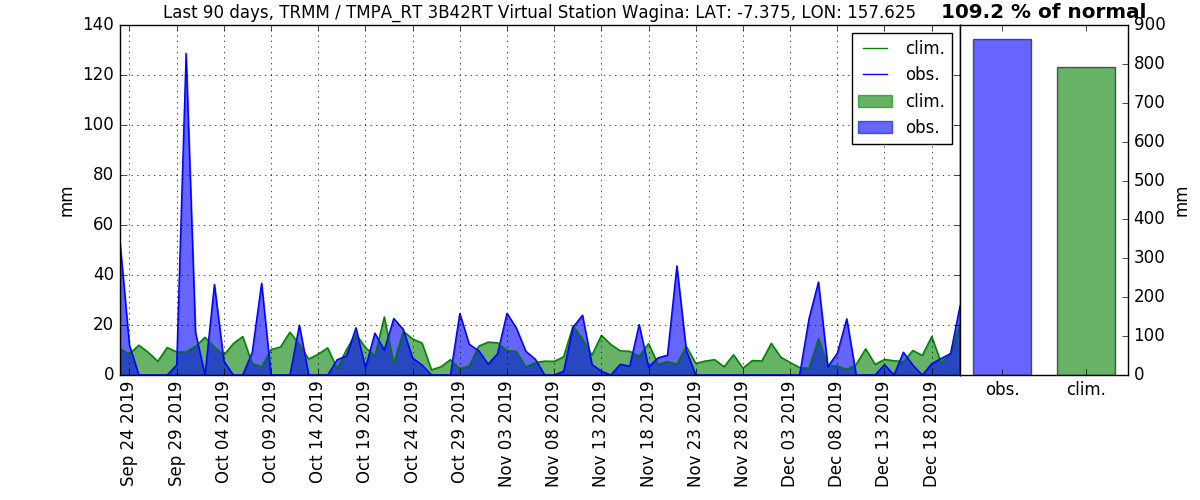 Last 90 days, TRMM / TMPA_RT 3B42RT Virtual Station Wagina: LAT: -7.375, LON: 157.625
109.2 % of normal
mm
140
120
100
80
60
40
20
0
clim.
obs.
clim.
obs.
Sep 24 2019
Sep 29 2019
Oct 04 2019
Oct 09 2019
Oct 14 2019
Oct 19 2019
Oct 24 2019
Oct 29 2019
Nov 03 2019
Nov 08 2019
Nov 13 2019
Nov 18 2019
Nov 23 2019
Nov 28 2019
Dec 03 2019
Dec 08 2019
Dec 13 2019
Dec 18 2019
900
800
700
600
500
400
300
200
100
0
mm
obs.
clim.